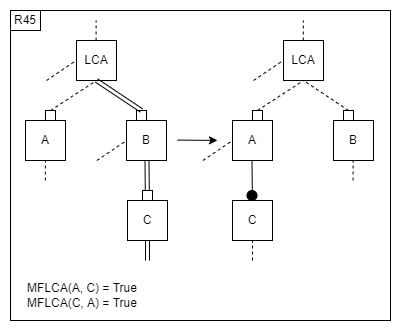 R45
LCA
LCA
A
B
A
B
C
C
MFLCA(A, C) = True
MFLCA(C, A) = True